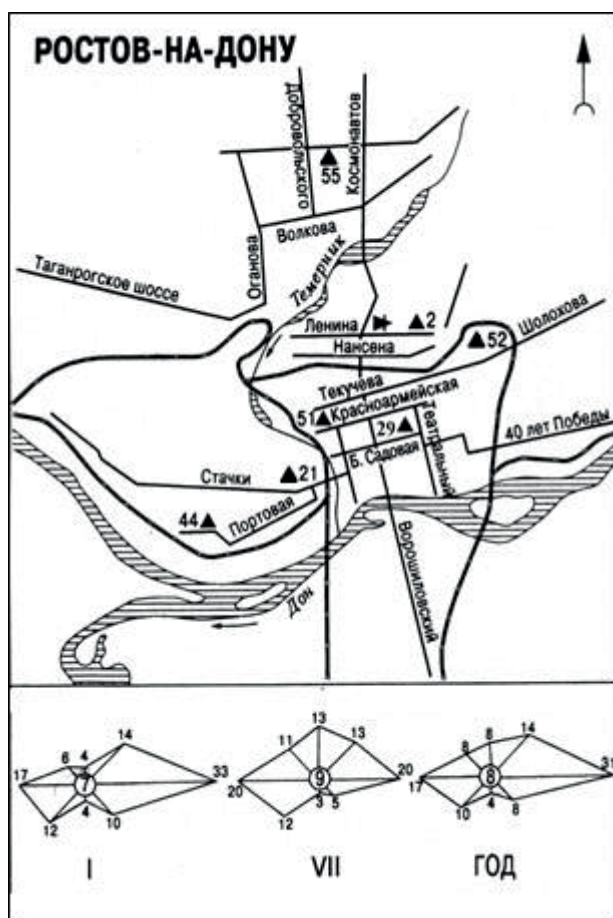 РОСТОВ-НА-ДОНУ
Добровольского
Космонавтов
55
Волкова
Оганова
Темерник
Таганрогское шоссе
Ленина
2
Нансена
52
Шолохова
Текучева
51
Красноармейская
29
Театральный
40 лет Победы
Б. Садовая
21
Стачки
44
Портовая
Ворошиловский
Дон
6 4 14
17 7 33
12 4 10
I
13
11 13
20 9 20
12 3 5
VII
8 8 14
17 8 31
10 4 8
ГОД